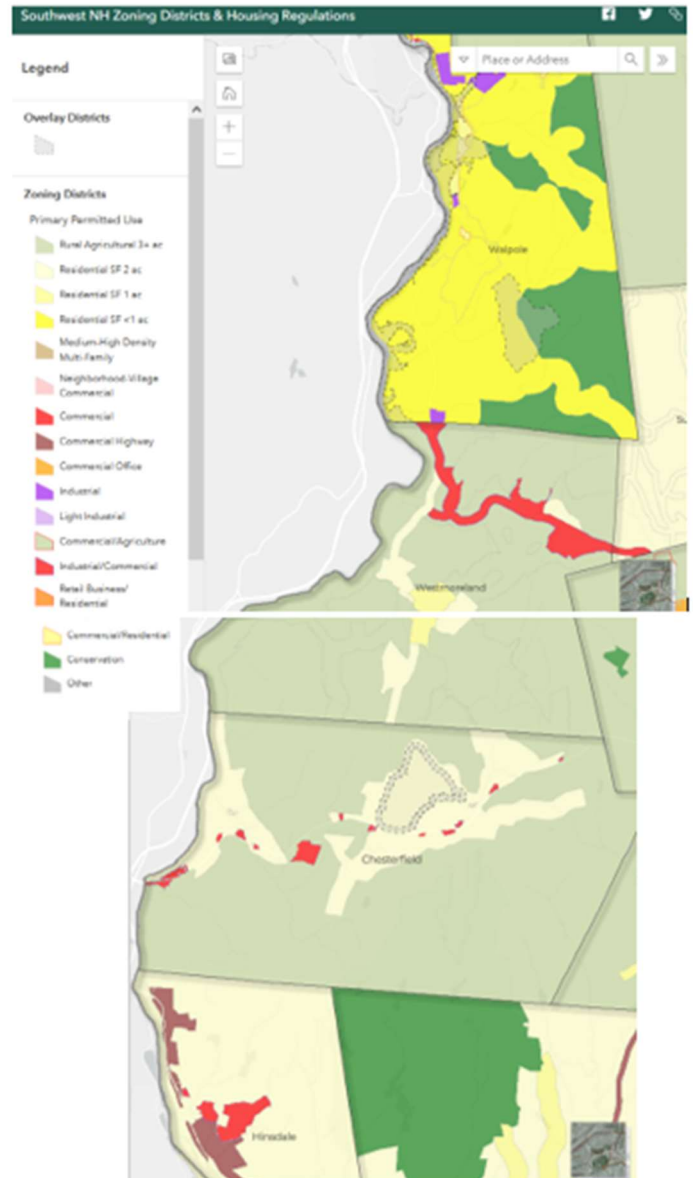 Southwest NH Zoning Districts & Housing Regulations
Place or Address
Legend
Overlay Districts
Zoning Districts
Primary Permitted Use
Rural Agricultural 3+ ac
Residential SF 2 ac
Residential SF 1 ac
Residential SF <1 ac
Medium-High Density
Multi-Family
Neighborhood-Village
Commercial
Commercial
Commercial Highway
Commercial Office
Industrial
Light Industrial
Commercial/Agriculture
Industrial/Commercial
Retail Business/
Residential
Commercial/Residential
Conservation
Other
Walpole
Westmoreland
Chesterfield
Hinsdale